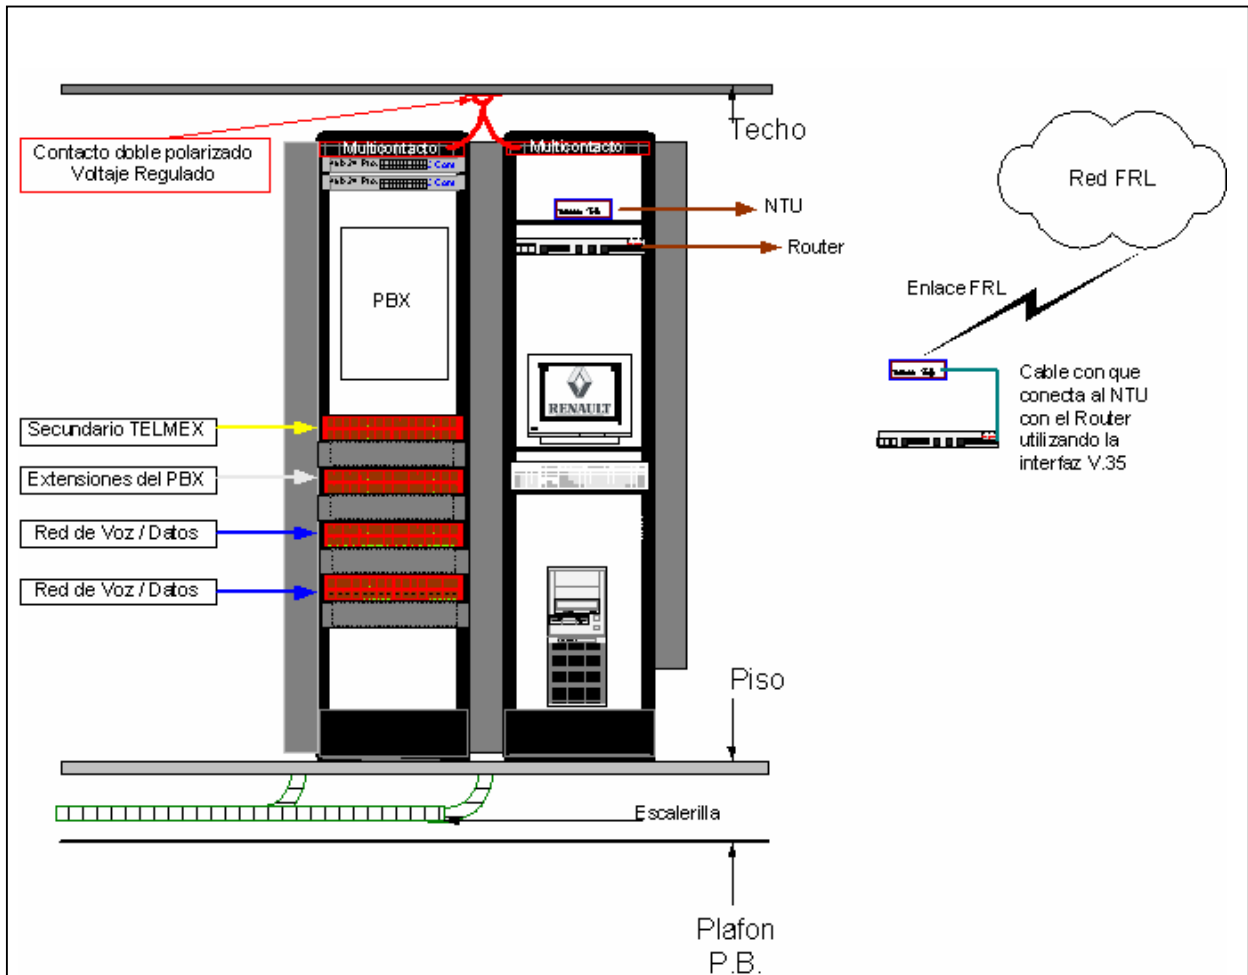 Techo
Contacto doble polarizado
Voltaje Regulado
Multicontacto
Multicontacto
Red FRL
NTU
Router
PBX
Enlace FRL
RENAULT
Cable con que
conecta al NTU
con el Router
utilizando la
interfaz V.35
Secundario TELMEX
Extensiones del PBX
Red de Voz / Datos
Red de Voz / Datos
Piso
Escalerilla
Plafon
P.B.